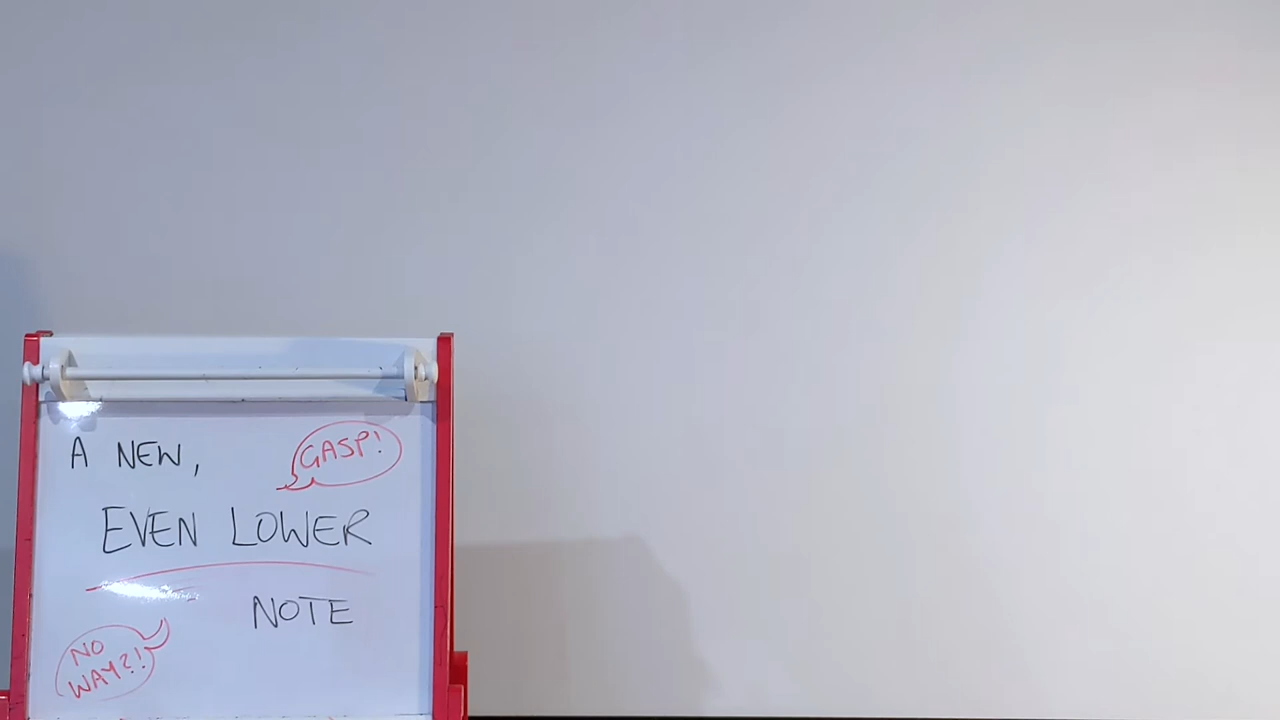 A NEW,
GASP!
EVEN LOWER
NOTE
NO
WAY?!